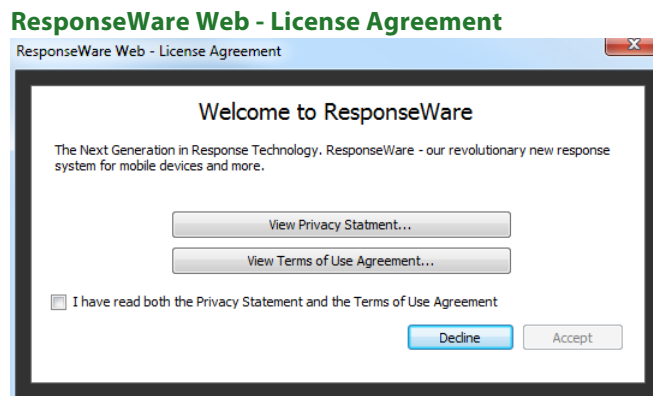 ResponseWare Web - License Agreement
ResponseWare Web - License Agreement
Welcome to ResponseWare
The Next Generation in Response Technology. ResponseWare - our revolutionary new response
system for mobile devices and more.
View Privacy Statment...
View Terms of Use Agreement...
I have read both the Privacy Statement and the Terms of Use Agreement
Decline
Accept